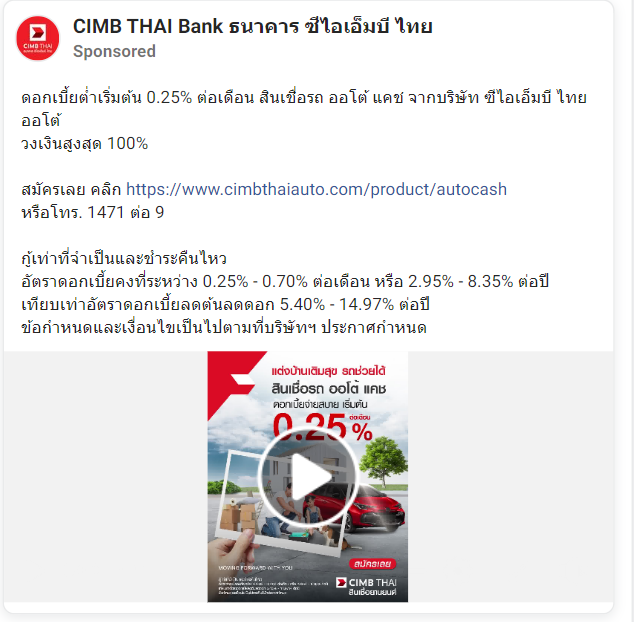 CIMB THAI Bank ธนาคาร ซีไอเอ็มบี ไทย
Sponsored
ดอกเบี้ยต่ำเริ่มต้น 0.25% ต่อเดือน สินเชื่อรถ ออโต้ แคช จากบริษัท ซีไอเอ็มบี ไทย
ออโต้
วงเงินสูงสุด 100%
สมัครเลย คลิก https://www.cimbthaiauto.com/product/autocash
หรือโทร. 1471 ต่อ 9
กู้เท่าที่จำเป็นและชำระคืนไหว
อัตราดอกเบี้ยคงที่ระหว่าง 0.25% - 0.70% ต่อเดือน หรือ 2.95% - 8.35% ต่อปี
เทียบเท่าอัตราดอกเบี้ยลดต้นลดดอก 5.40% - 14.97% ต่อปี
ข้อกำหนดและเงื่อนไขเป็นไปตามที่บริษัทฯ ประกาศกำหนด
แต่งบ้านเติมสุข รถช่วยได้
สินเชื่อรถ ออโต้ แคช
ดอกเบี้ยจ่ายสบาย เริ่มต้น
0.25% ต่อเดือน
สมัครเลย
MOVING FORWARD WITH YOU
CIMB THAI
สินเชื่อยานยนต์